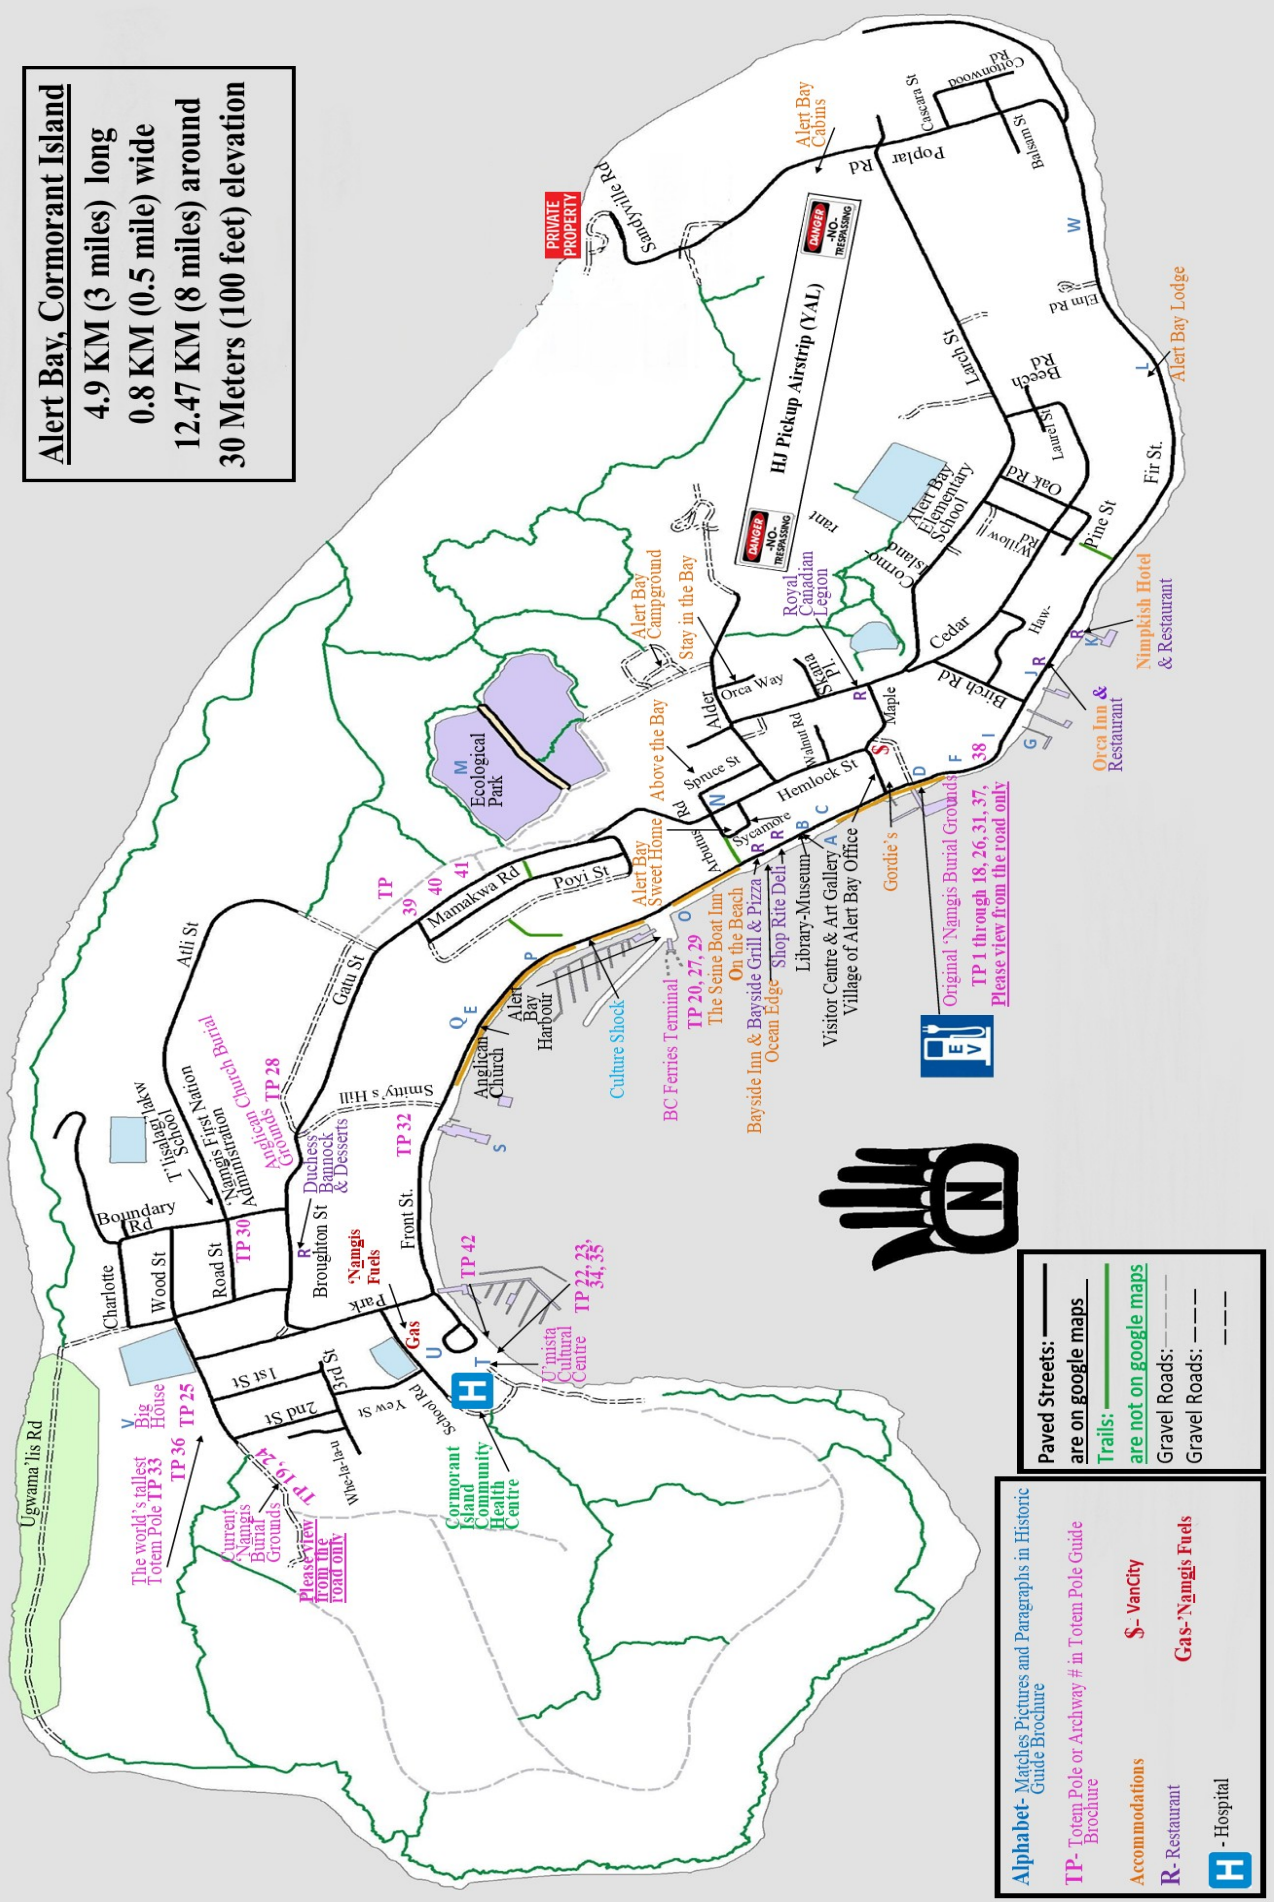 Alert Bay, Cormorant Island
4.9 KM (3 miles) long
0.8 KM (0.5 mile) wide
12.47 KM (8 miles) around
30 Meters (100 feet) elevation
PRIVATE
PROPERTY
Sandyville Rd
Alert Bay
Cabins
Cascara St
Cottonwood
Rd
Balsam St
Poplar
Rd
W
Elm Rd
L
Alert Bay Lodge
Larch St
Beech
Rd
Laurel St
Oak Rd
Fir St.
Pine St
Willow
Rd
Haw-
DANGER
-NO-
TRESPASSING
HJ Pickup Airstrip (YAL)
DANGER
-NO-
TRESPASSING
Cormo-
rant
Island
Alert Bay
Elementary
School
Cedar
Birch Rd
Nimpkish Hotel
& Restaurant
R
K
J
R
Orca Inn &
Restaurant
G
I
F
38
D
Royal
Canadian
Legion
R
Skana
Pl.
Maple
$
Alert Bay
Campground
Stay in the Bay
Orca Way
Alder
Walnut Rd
Hemlock St
Above the Bay
Spruce St
Arbutus
Rd
N
Sycamore
Alert Bay
Sweet Home
R
R
B
C
A
Gordie's
Ecological
Park
M
TP
39
40
41
Mamakwa Rd
Poyi St
Atli St
Gatu St
O
P
Q
E
Alert
Bay
Harbour
Anglican
Church
Culture Shock
BC Ferries Terminal
TP 20, 27, 29
The Seine Boat Inn
On the Beach
Bayside Inn & Bayside Grill & Pizza
Ocean Edge
Shop Rite Deli
Library-Museum
Visitor Centre & Art Gallery
Village of Alert Bay Office
EV
Original 'Namgis Burial Grounds
TP 1 through 18, 26,31,37,
Please view from the road only
Anglican Church Burial
Grounds
TP 28
Smitty's Hill
TP 32
S
T'lisalagi'lakw
School
'Namgis First Nation
Administration
Duchess
Bannock
& Desserts
R
Boundary
Rd
Charlotte
Wood St
Road St
TP 30
Broughton St
Front St.
'Namgis
Fuels
Park
Gas
U
TP 42
TP 22, 23,
34, 35
U'mista
Cultural
Centre
T
H
1st St
2nd St
3rd St
Yew St
School Rd
Whe-la-la-u
Cormorant
Island
Community
Health
Centre
Ugwama'lis Rd
V
Big
House
TP 25
TP 36
The world's tallest
Totem Pole TP 33
TP 19, 24
Current
'Namgis
Burial
Grounds
Please view
from the
road only
N
Paved Streets:
are on google maps
Trails:
are not on google maps
Gravel Roads:
Gravel Roads:
Alphabet- Matches Pictures and Paragraphs in Historic
Guide Brochure
TP- Totem Pole or Archway # in Totem Pole Guide
Brochure
Accommodations
$- VanCity
R- Restaurant
Gas-'Namgis Fuels
H - Hospital